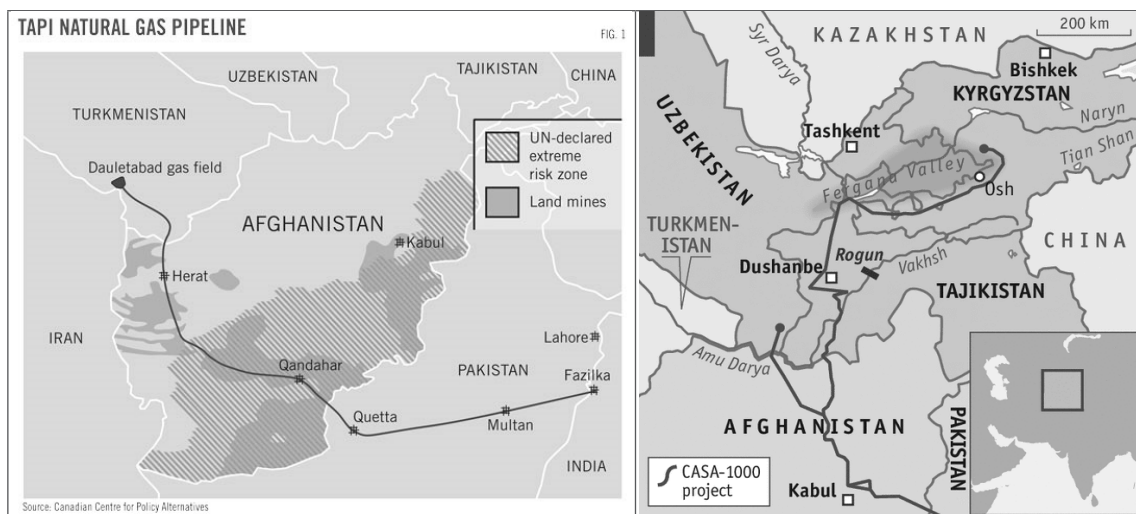 TAPI NATURAL GAS PIPELINE
FIG. 1
UZBEKISTAN
TAJIKISTAN
CHINA
TURKMENISTAN
UN-declared
extreme
risk zone
Land mines
Dauletabad gas field
AFGHANISTAN
Kabul
Herat
IRAN
Lahore
Qandahar
PAKISTAN
Fazilka
Quetta
Multan
INDIA
Source: Canadian Centre for Policy Alternatives
200 km
KAZAKHSTAN
Syr Darya
Bishkek
KYRGYZSTAN
UZBEKISTAN
Tashkent
Naryn
Tian Shan
Fergana Valley
Osh
TURKMEN-
ISTAN
CHINA
Rogun
Vakhsh
Dushanbe
TAJIKISTAN
Amu Darya
AFGHANISTAN
PAKISTAN
CASA-1000
project
Kabul